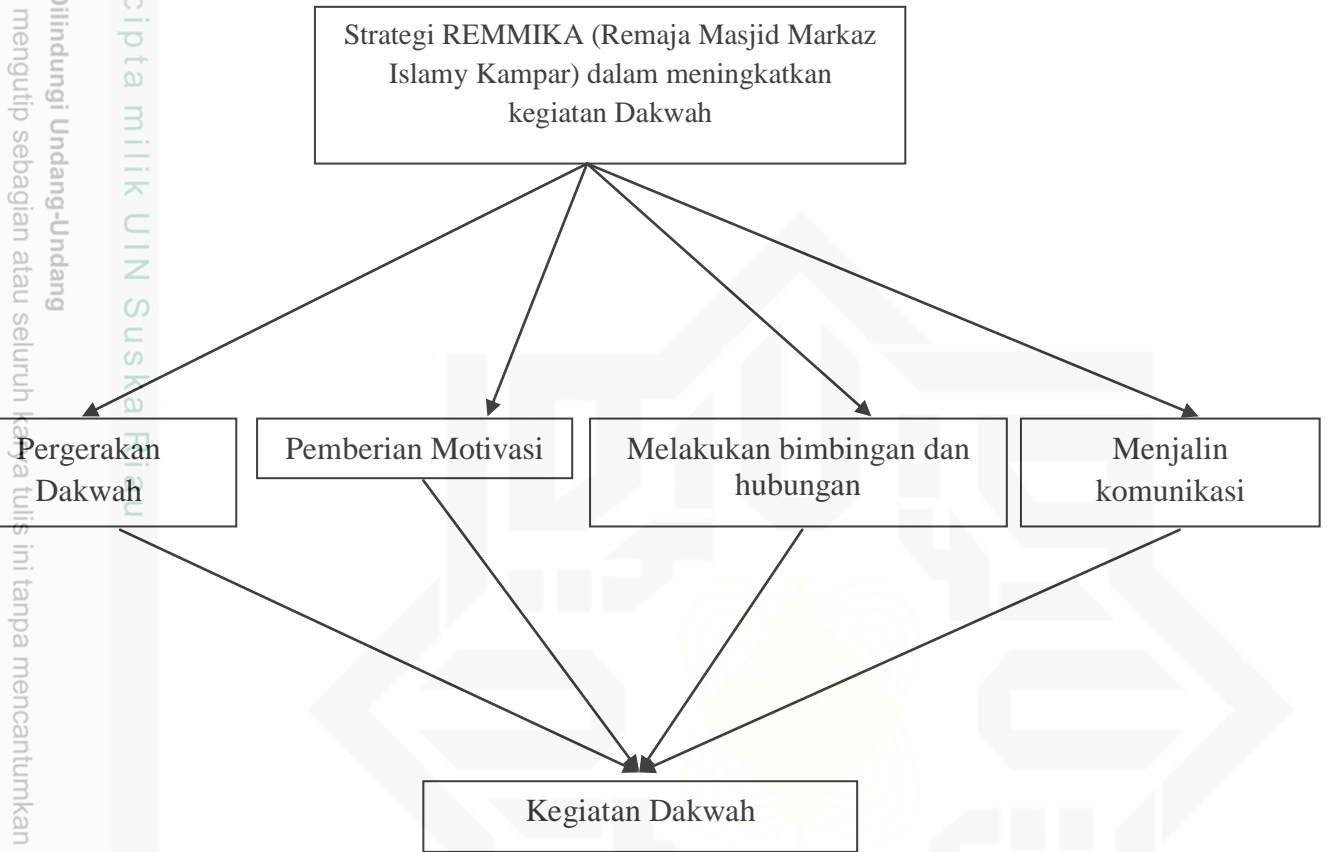 Strategi REMMIKA (Remaja Masjid Markaz
Islamy Kampar) dalam meningkatkan
kegiatan Dakwah
Pergerakan
Dakwah
Pemberian Motivasi
Melakukan bimbingan dan
hubungan
Menjalin
komunikasi
Kegiatan Dakwah
cipta milik UIN Suska Riau
Dilindungi Undang-Undang
mengutip sebagian atau seluruh karya tulis ini tanpa mencantumkan